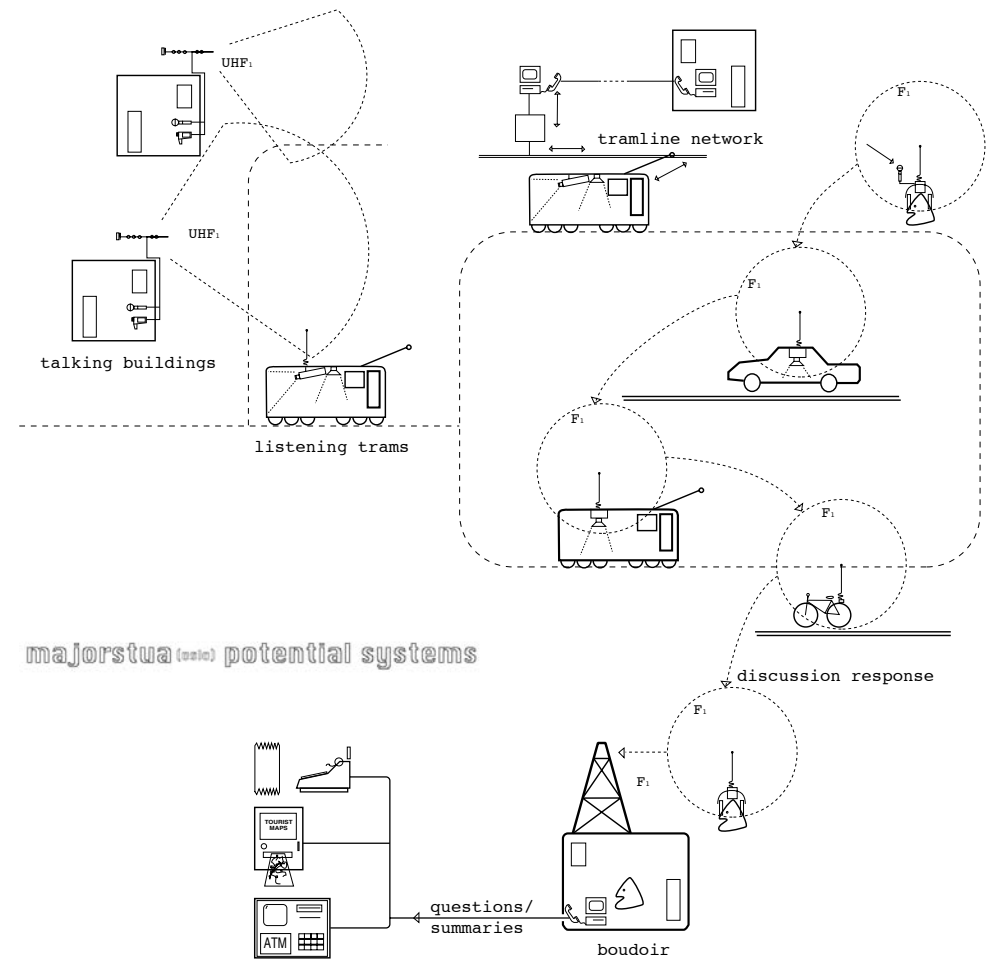 UHF₁
tramline network
F₁
UHF₁
F₁
talking buildings
F₁
listening trams
F₁
majorstua (oslo) potential systems
discussion response
F₁
F₁
TOURIST
MAPS
questions/
summaries
ATM
boudoir